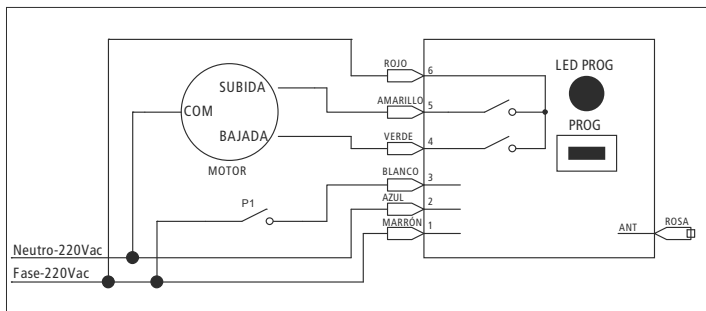 ROJO
6
LED PROG
SUBIDA
AMARILLO
5
COM
PROG
BAJADA
VERDE
4
MOTOR
BLANCO
3
P1
AZUL
2
MARRÓN
1
ANT
ROSA
Neutro-220Vac
Fase-220Vac